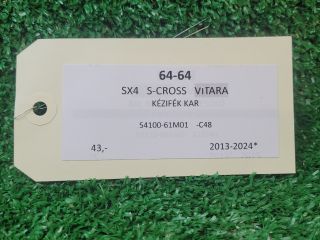 64-64
SX4 S-CROSS VITARA
KÉZIFÉK KAR
54100-61M01 -C48
43,- 2013-2024*